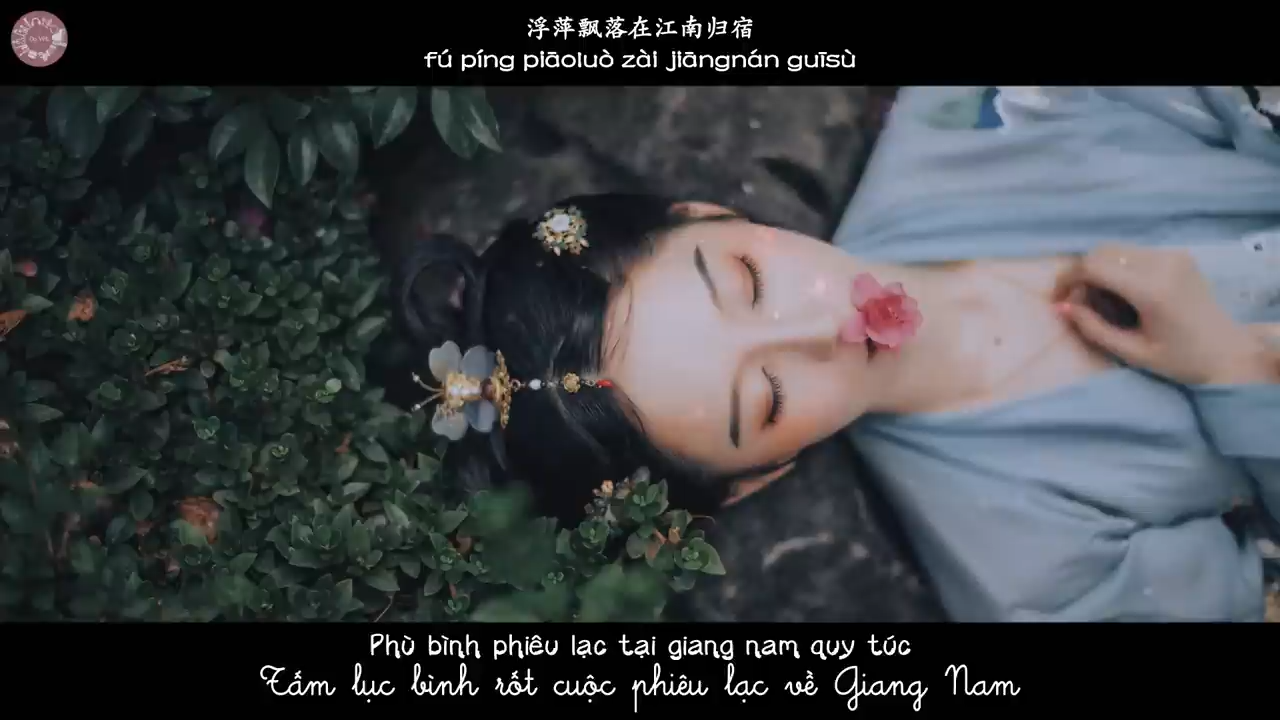 浮萍飘落在江南归宿
fú píng piāoluò zài jiāngnán guīsù
Phù bình phiêu lạc tại giang nam quy túc
Tấm lục bình rốt cuộc phiêu lạc về Giang Nam